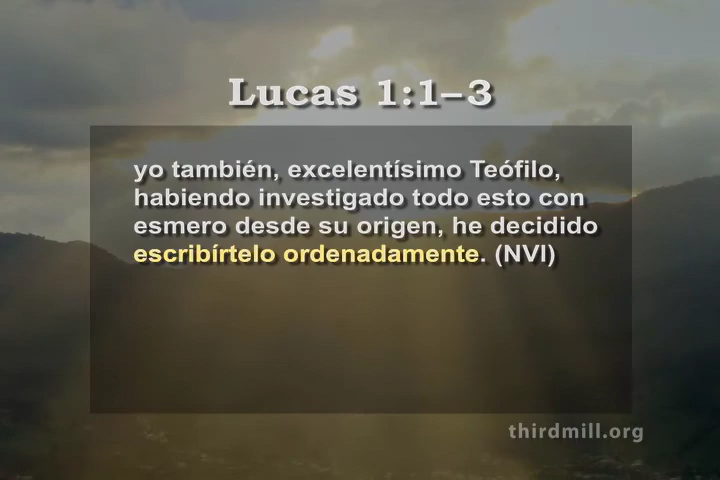 Lucas 1:1–3
yo también, excelentísimo Teófilo,
habiendo investigado todo esto con
esmero desde su origen, he decidido
escribírtelo ordenadamente. (NVI)
thirdmill.org